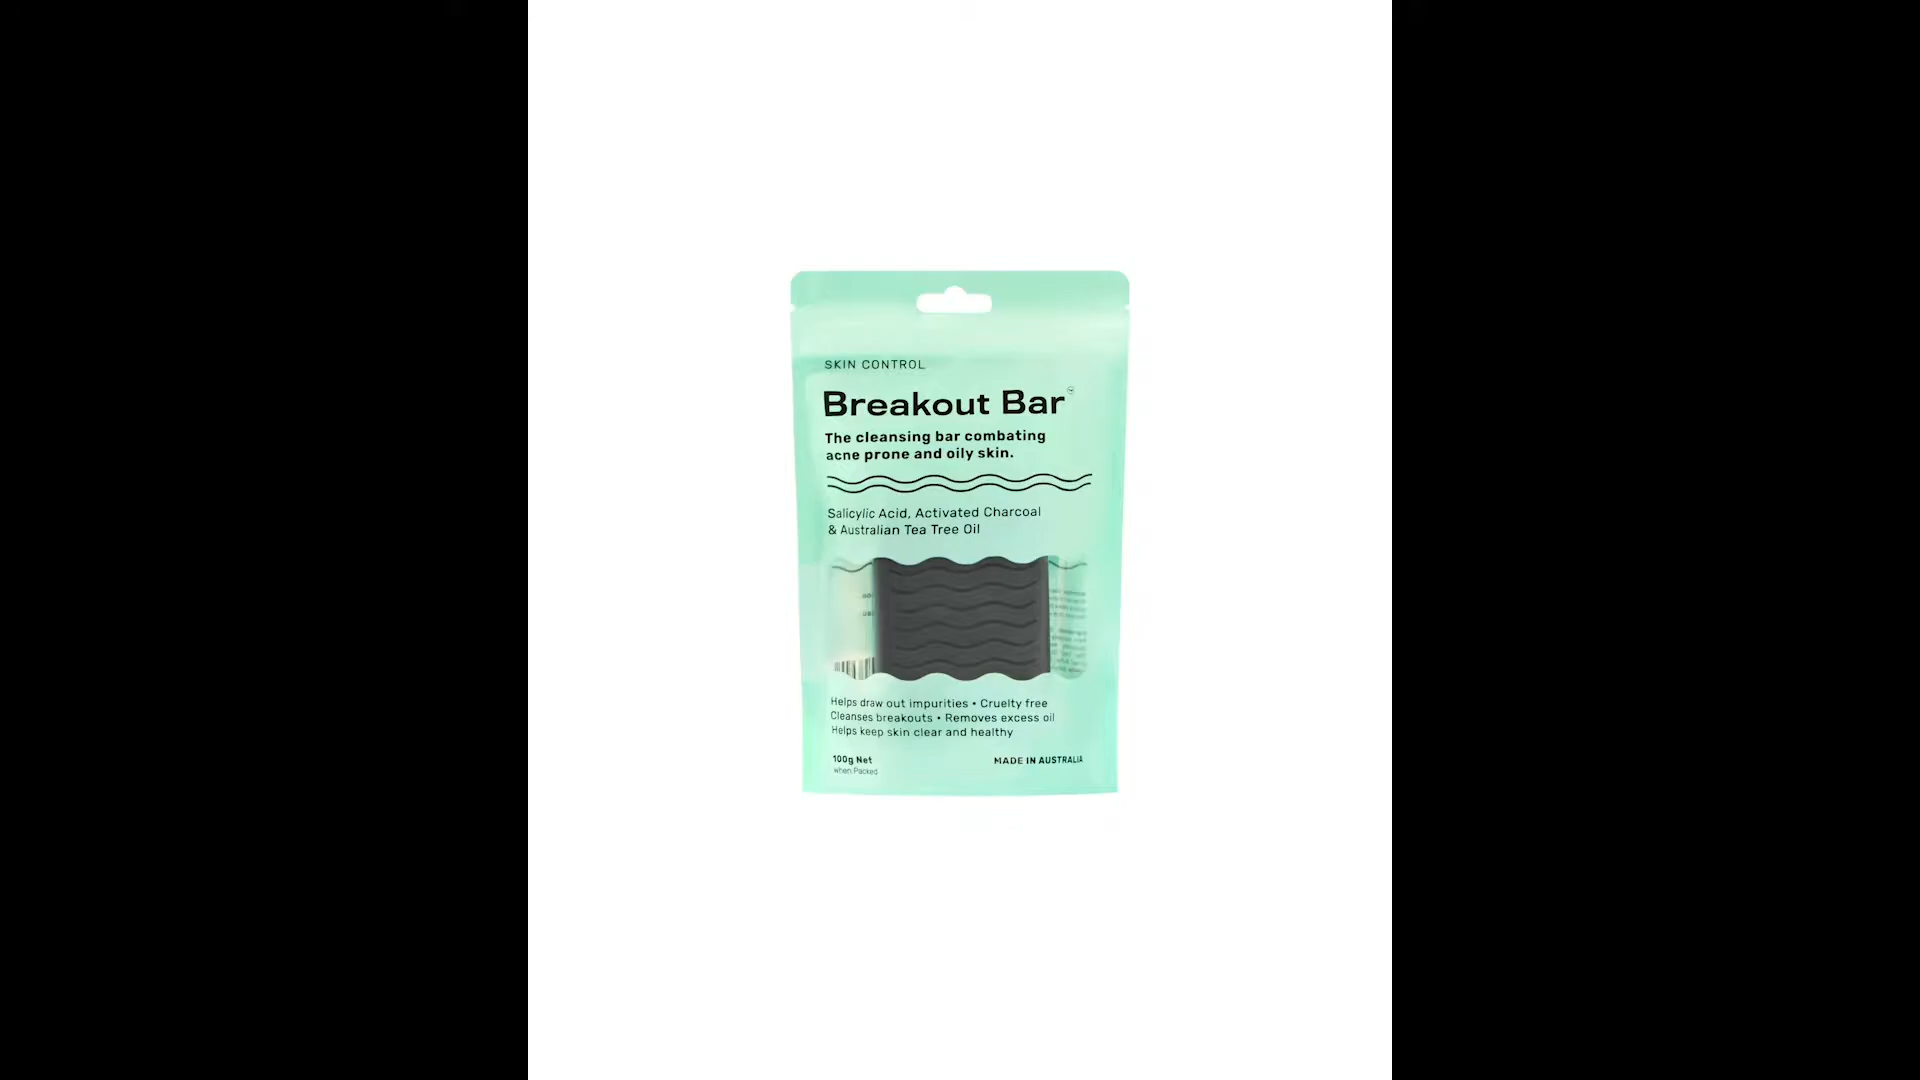 SKIN CONTROL
Breakout Bar
The cleansing bar combating
acne prone and oily skin.
Salicylic Acid, Activated Charcoal
& Australian Tea Tree Oil
Helps draw out impurities • Cruelty free
Cleanses breakouts • Removes excess oil
Helps keep skin clear and healthy
100g Net
When Packed
MADE IN AUSTRALIA